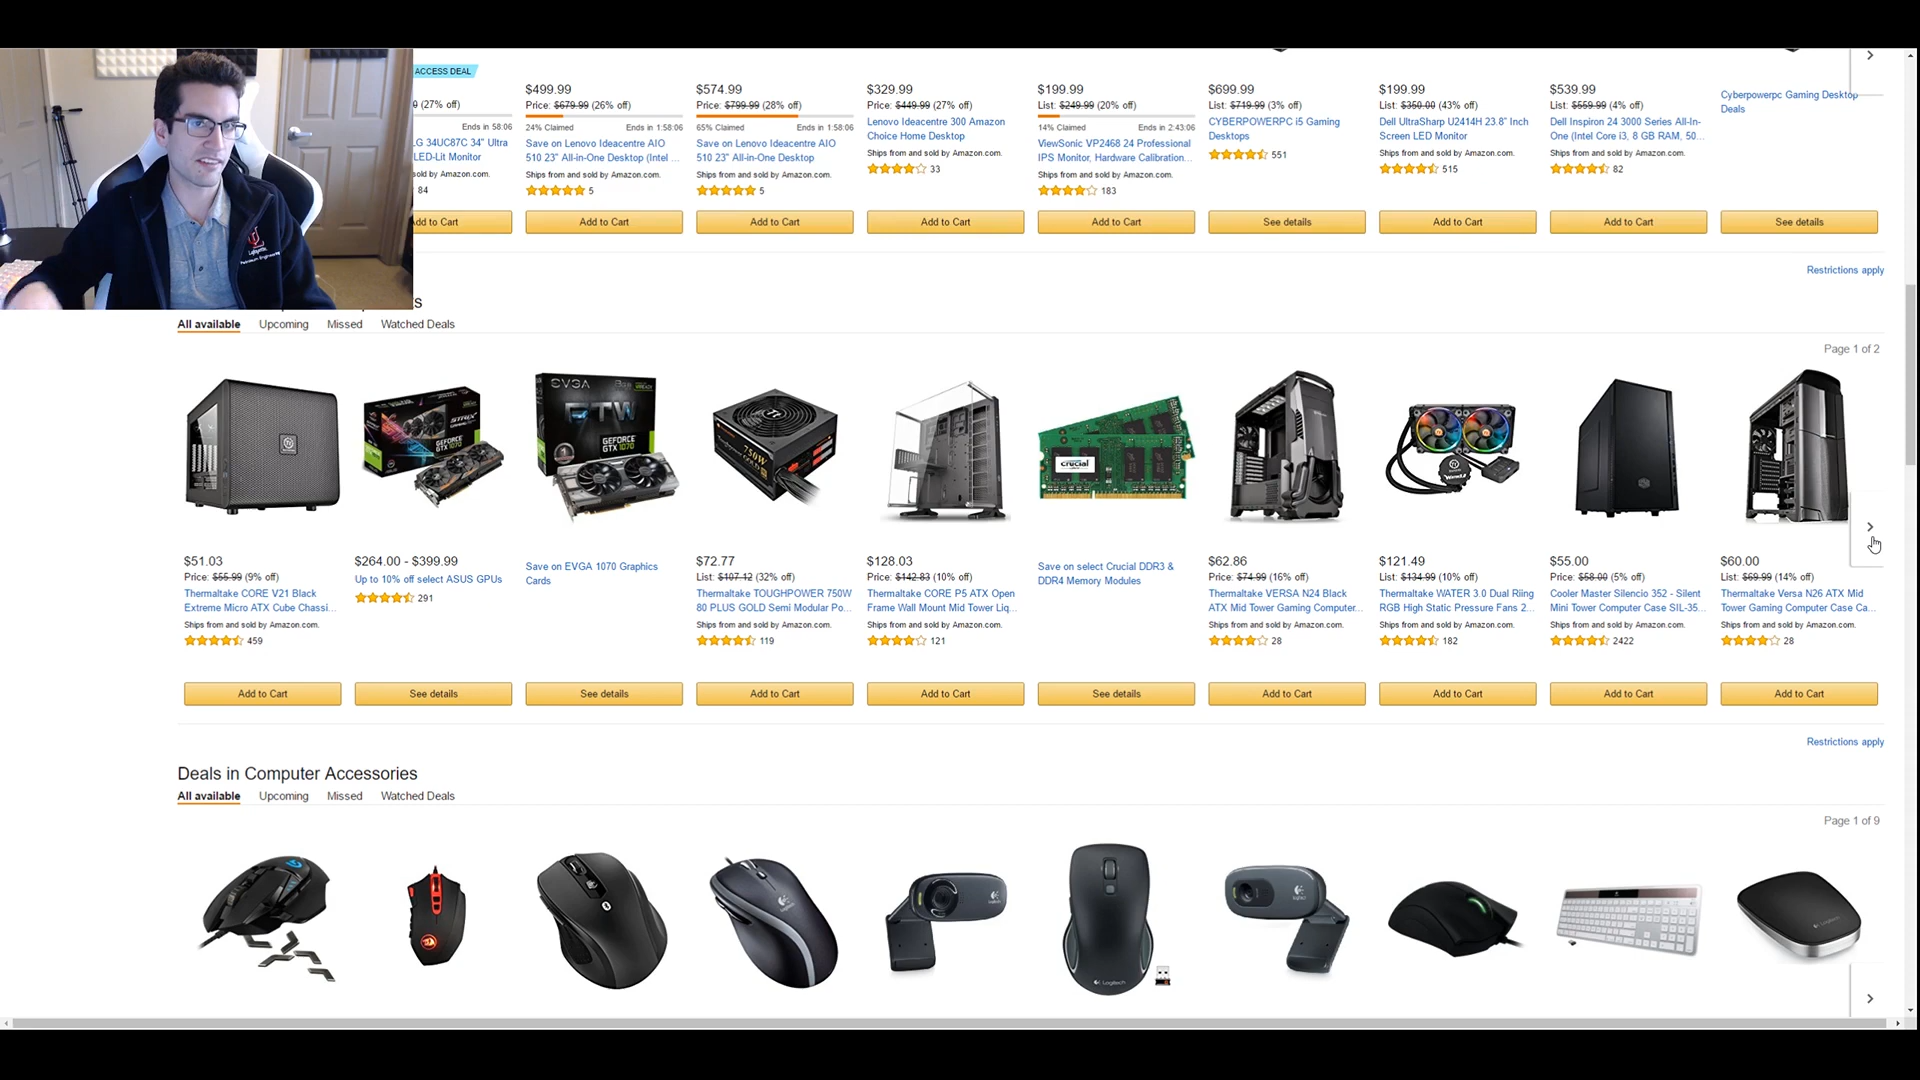 ACCESS DEAL
(27% off)
Ends in 58:06
LG 34UC87C 34" Ultra
LED-Lit Monitor
sold by Amazon.com.
84
$499.99
Price: $679.99 (26% off)
24% Claimed Ends in 1:58:06
Save on Lenovo Ideacentre AIO
510 23" All-in-One Desktop (Intel ...
Ships from and sold by Amazon.com.
5
$574.99
Price: $799.99 (28% off)
65% Claimed Ends in 1:58:06
Save on Lenovo Ideacentre AIO
510 23" All-in-One Desktop
Ships from and sold by Amazon.com.
5
$329.99
Price: $449.99 (27% off)
Lenovo Ideacentre 300 Amazon
Choice Home Desktop
Ships from and sold by Amazon.com.
33
$199.99
List: $249.99 (20% off)
14% Claimed Ends in 2:43:06
ViewSonic VP2468 24 Professional
IPS Monitor, Hardware Calibration...
Ships from and sold by Amazon.com.
183
$699.99
List: $719.99 (3% off)
CYBERPOWERPC i5 Gaming
Desktops
551
$199.99
List: $350.00 (43% off)
Dell UltraSharp U2414H 23.8" Inch
Screen LED Monitor
Ships from and sold by Amazon.com.
515
$539.99
List: $559.99 (4% off)
Dell Inspiron 24 3000 Series All-In-
One (Intel Core i3, 8 GB RAM, 50...
Ships from and sold by Amazon.com.
82
Cyberpowerpc Gaming Desktop
Deals
Add to Cart
Add to Cart
Add to Cart
Add to Cart
Add to Cart
See details
Add to Cart
Add to Cart
See details
Restrictions apply
s
All available Upcoming Missed Watched Deals
Page 1 of 2
STRIX
GEFORCE
GTX 1070
EVGA
FTW
GEFORCE
GTX 1070
750W
crucial
$51.03
Price: $55.99 (9% off)
Thermaltake CORE V21 Black
Extreme Micro ATX Cube Chassi...
Ships from and sold by Amazon.com.
459
$264.00 - $399.99
Up to 10% off select ASUS GPUs
291
Save on EVGA 1070 Graphics
Cards
$72.77
List: $107.12 (32% off)
Thermaltake TOUGHPOWER 750W
80 PLUS GOLD Semi Modular Po...
Ships from and sold by Amazon.com.
119
$128.03
Price: $142.83 (10% off)
Thermaltake CORE P5 ATX Open
Frame Wall Mount Mid Tower Liq...
Ships from and sold by Amazon.com.
121
Save on select Crucial DDR3 &
DDR4 Memory Modules
$62.86
Price: $74.99 (16% off)
Thermaltake VERSA N24 Black
ATX Mid Tower Gaming Computer...
Ships from and sold by Amazon.com.
28
$121.49
List: $134.99 (10% off)
Thermaltake WATER 3.0 Dual Riing
RGB High Static Pressure Fans 2...
Ships from and sold by Amazon.com.
182
$55.00
Price: $58.00 (5% off)
Cooler Master Silencio 352 - Silent
Mini Tower Computer Case SIL-35...
Ships from and sold by Amazon.com.
2422
$60.00
List: $69.99 (14% off)
Thermaltake Versa N26 ATX Mid
Tower Gaming Computer Case Ca...
Ships from and sold by Amazon.com.
28
Add to Cart
See details
See details
Add to Cart
Add to Cart
See details
Add to Cart
Add to Cart
Add to Cart
Add to Cart
Restrictions apply
Deals in Computer Accessories
All available Upcoming Missed Watched Deals
Page 1 of 9
Logitech